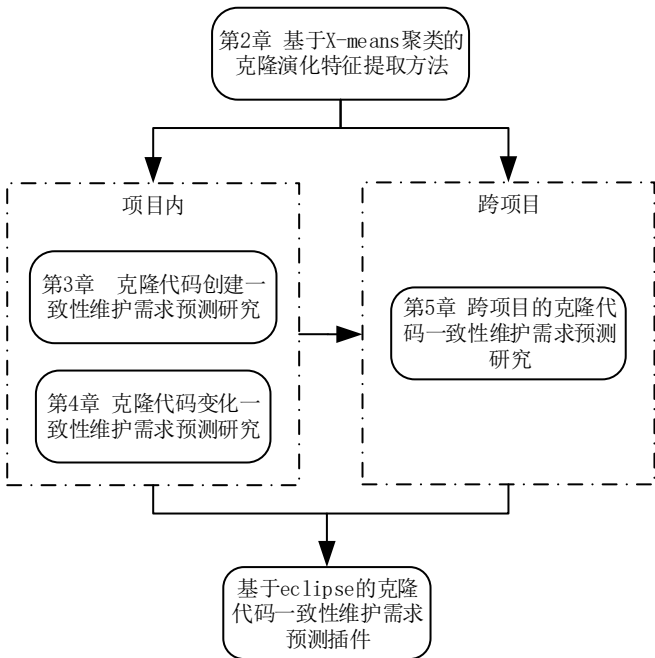 第2章 基于X-means聚类的
克隆演化特征提取方法
项目内
第3章 克隆代码创建一
致性维护需求预测研究
第4章 克隆代码变化一
致性维护需求预测研究
跨项目
第5章 跨项目的克隆代
码一致性维护需求预测
研究
基于eclipse的克隆
代码一致性维护需求
预测插件